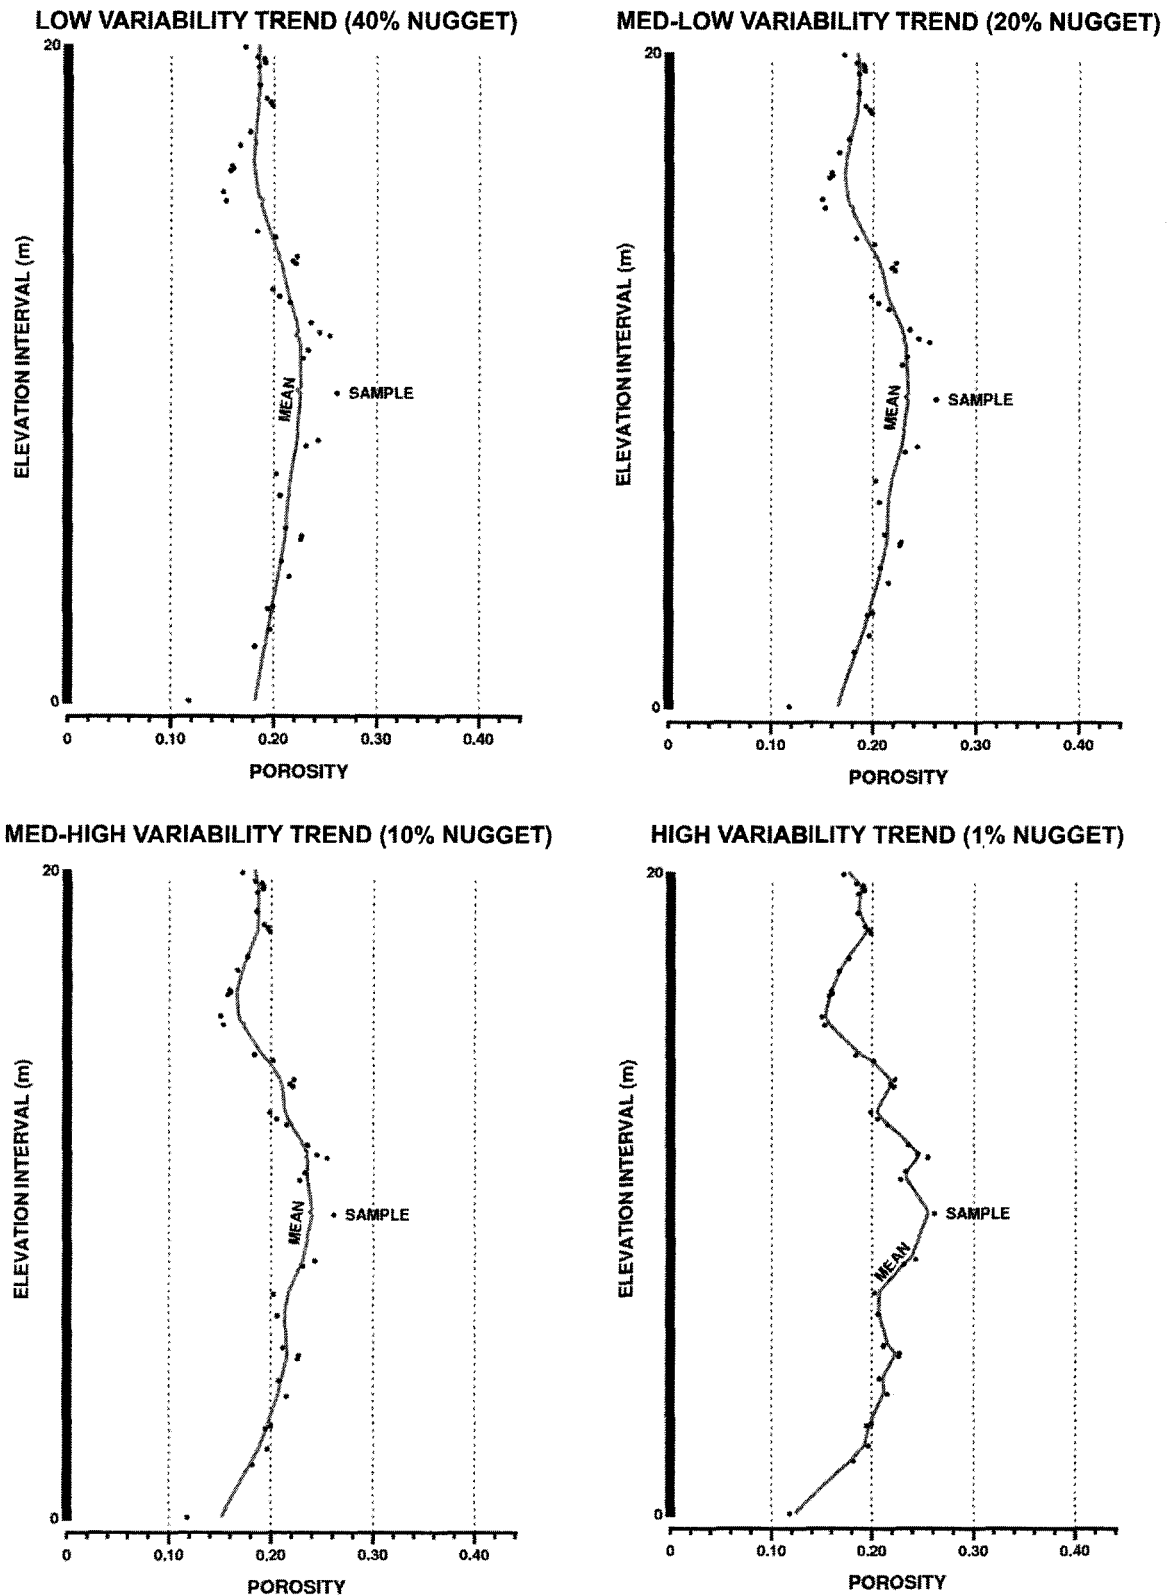 LOW VARIABILITY TREND (40% NUGGET)
20
ELEVATION INTERVAL (m)
MEAN
SAMPLE
0
0 0.10 0.20 0.30 0.40
POROSITY
MED-LOW VARIABILITY TREND (20% NUGGET)
20
ELEVATION INTERVAL (m)
MEAN
SAMPLE
0
0 0.10 0.20 0.30 0.40
POROSITY
MED-HIGH VARIABILITY TREND (10% NUGGET)
20
ELEVATION INTERVAL (m)
MEAN
SAMPLE
0
0 0.10 0.20 0.30 0.40
POROSITY
HIGH VARIABILITY TREND (1% NUGGET)
20
ELEVATION INTERVAL (m)
SAMPLE
MEAN
0
0 0.10 0.20 0.30 0.40
POROSITY